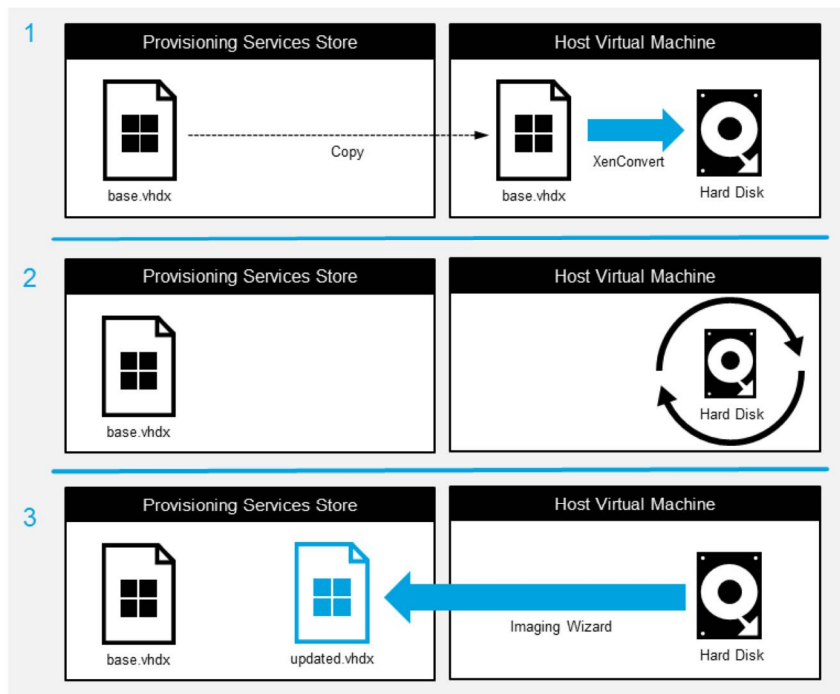 1
Provisioning Services Store
Host Virtual Machine
Copy
XenConvert
base.vhdx
base.vhdx
Hard Disk
2
Provisioning Services Store
Host Virtual Machine
Hard Disk
base.vhdx
3
Provisioning Services Store
Host Virtual Machine
Imaging Wizard
base.vhdx
updated.vhdx
Hard Disk